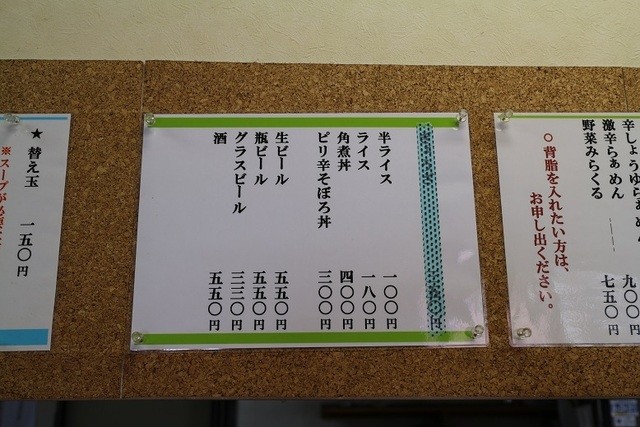 辛しょうゆらぁめん
激辛らぁめん 九〇〇円
野菜みらくる 七五〇円
○背脂を入れたい方は、
お申し出ください。
半ライス 一〇〇円
ライス 一八〇円
角煮丼 四〇〇円
ピリ辛そぼろ丼 三〇〇円
生ビール 五五〇円
瓶ビール 五五〇円
グラスビール 三三〇円
酒 五五〇円
★ 替え玉 一五〇円
※スープが